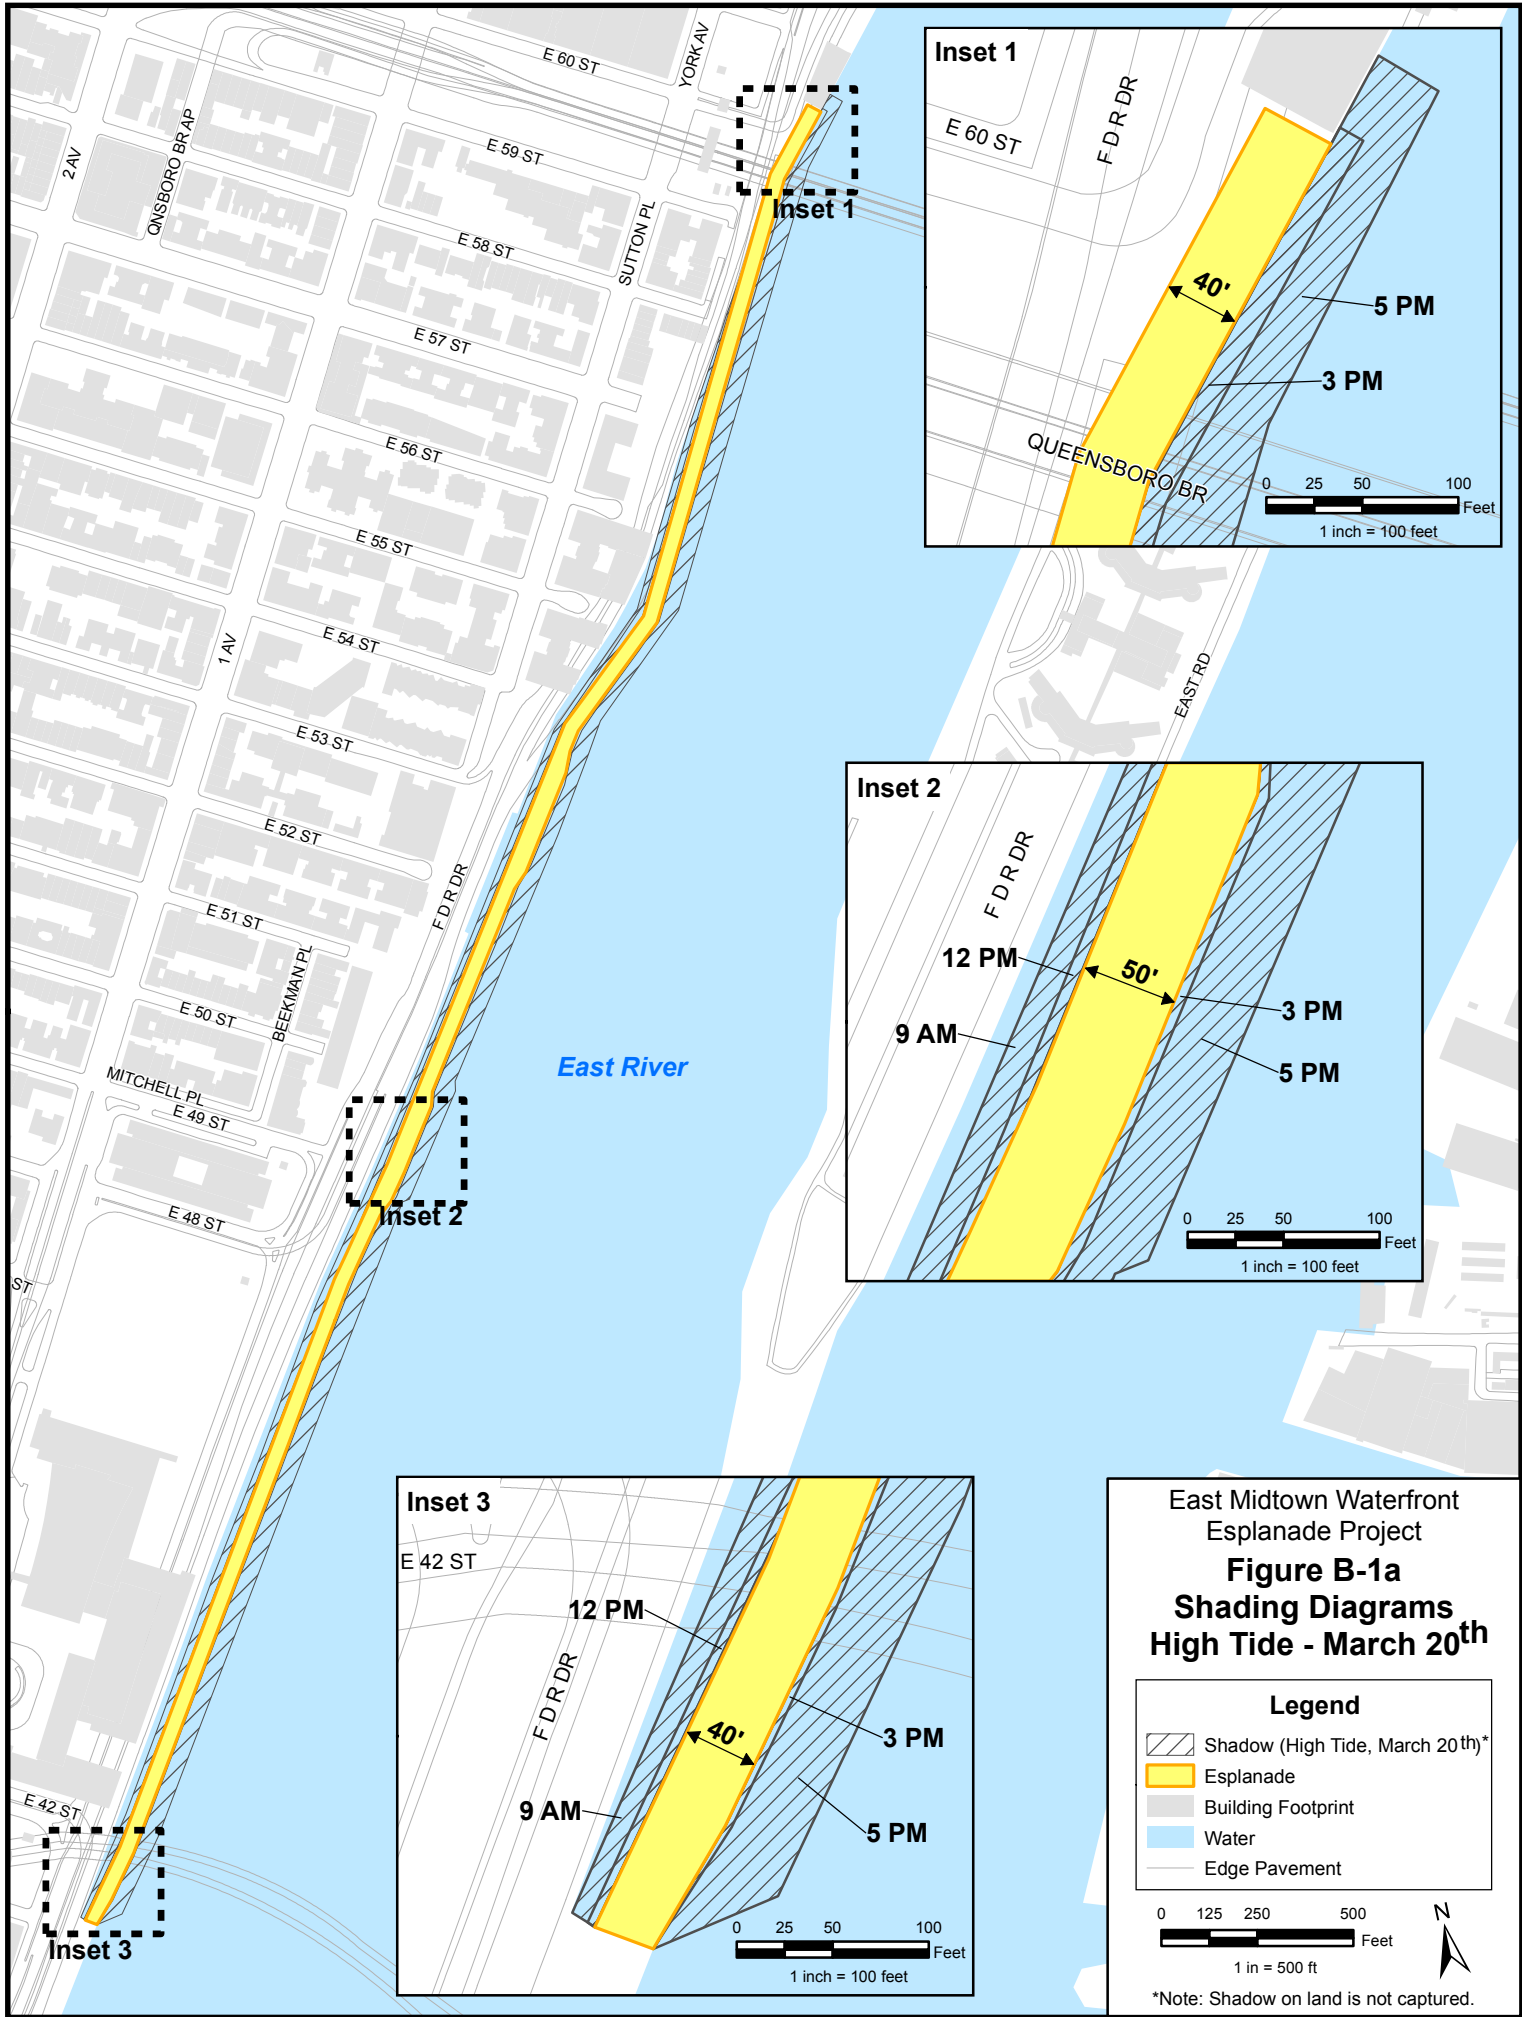 E 60 ST
YORK AV
2 AV
QNSBORO BR AP
E 59 ST
Inset 1
E 58 ST
SUTTON PL
E 57 ST
E 56 ST
E 55 ST
E 54 ST
1 AV
E 53 ST
E 52 ST
F D R DR
E 51 ST
BEEKMAN PL
E 50 ST
MITCHELL PL
E 49 ST
E 48 ST
Inset 2
ST
East River
EAST RD
E 42 ST
Inset 3
Inset 1
E 60 ST
F D R DR
40'
5 PM
3 PM
QUEENSBORO BR
0 25 50 100
Feet
1 inch = 100 feet
Inset 2
F D R DR
12 PM
50'
9 AM
3 PM
5 PM
0 25 50 100
Feet
1 inch = 100 feet
Inset 3
E 42 ST
12 PM
F D R DR
40'
3 PM
9 AM
5 PM
0 25 50 100
Feet
1 inch = 100 feet
East Midtown Waterfront
Esplanade Project
Figure B-1a
Shading Diagrams
High Tide - March 20th
Legend
Shadow (High Tide, March 20th)*
Esplanade
Building Footprint
Water
Edge Pavement
0 125 250 500
Feet
1 in = 500 ft
N
*Note: Shadow on land is not captured.